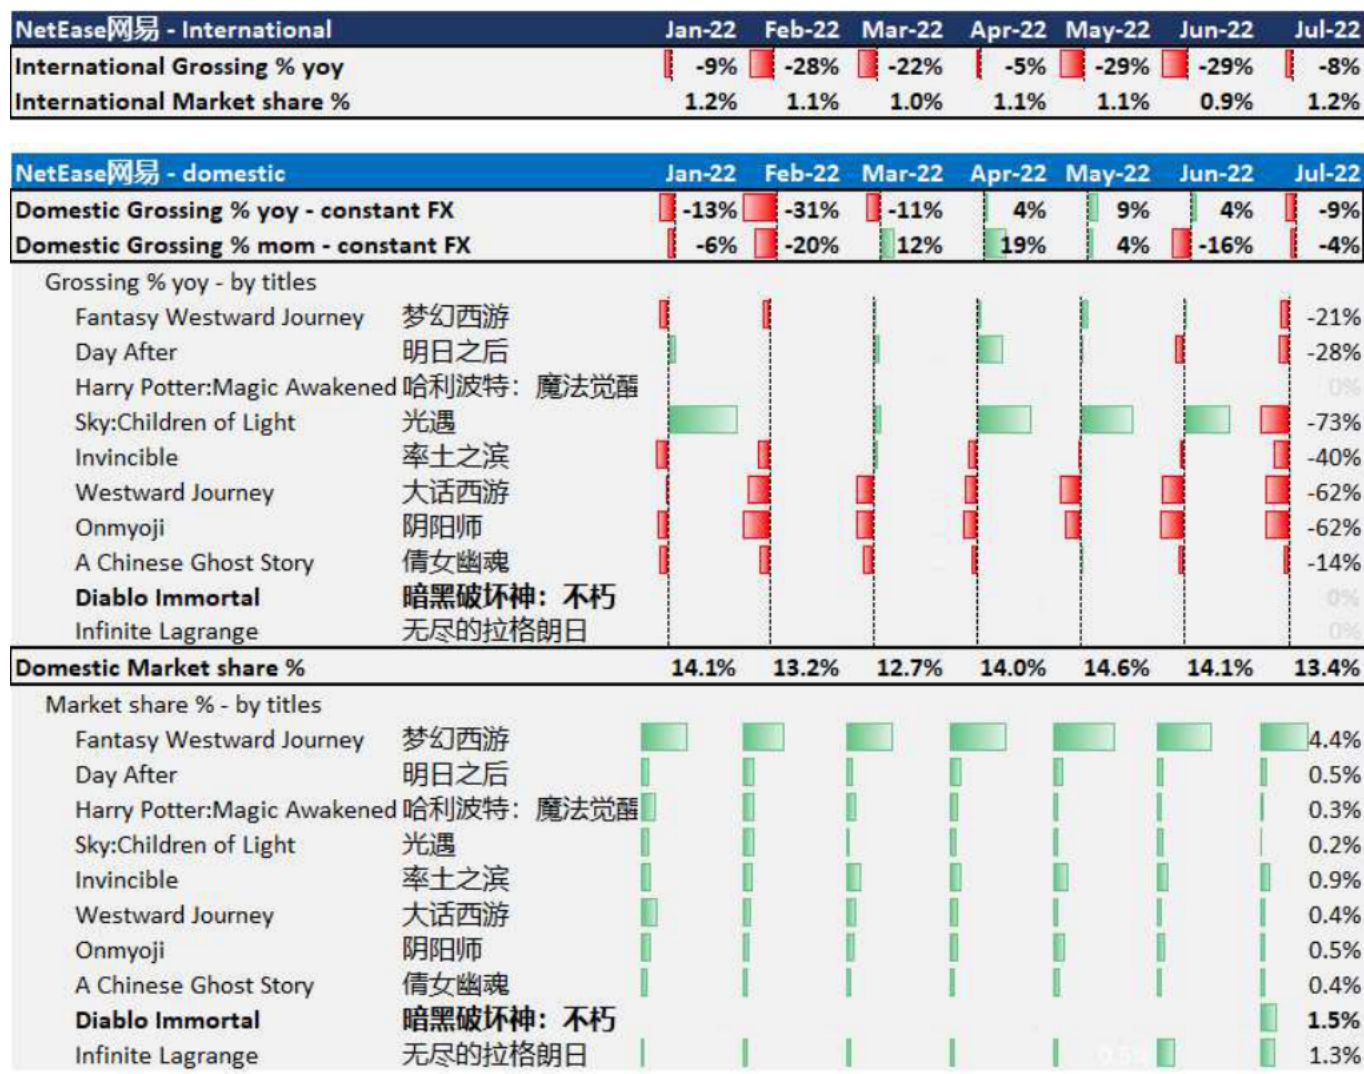 NetEase网易 - International Jan-22 Feb-22 Mar-22 Apr-22 May-22 Jun-22 Jul-22
International Grossing % yoy -9% -28% -22% -5% -29% -29% -8%
International Market share % 1.2% 1.1% 1.0% 1.1% 1.1% 0.9% 1.2%
NetEase网易 - domestic Jan-22 Feb-22 Mar-22 Apr-22 May-22 Jun-22 Jul-22
Domestic Grossing % yoy - constant FX -13% -31% -11% 4% 9% 4% -9%
Domestic Grossing % mom - constant FX -6% -20% 12% 19% 4% -16% -4%
Grossing % yoy - by titles
Fantasy Westward Journey 梦幻西游 -21%
Day After 明日之后 -28%
Harry Potter:Magic Awakened 哈利波特：魔法觉醒 0%
Sky:Children of Light 光遇 -73%
Invincible 率土之滨 -40%
Westward Journey 大话西游 -62%
Onmyoji 阴阳师 -62%
A Chinese Ghost Story 倩女幽魂 -14%
Diablo Immortal 暗黑破坏神：不朽 0%
Infinite Lagrange 无尽的拉格朗日 0%
Domestic Market share % 14.1% 13.2% 12.7% 14.0% 14.6% 14.1% 13.4%
Market share % - by titles
Fantasy Westward Journey 梦幻西游 4.4%
Day After 明日之后 0.5%
Harry Potter:Magic Awakened 哈利波特：魔法觉醒 0.3%
Sky:Children of Light 光遇 0.2%
Invincible 率土之滨 0.9%
Westward Journey 大话西游 0.4%
Onmyoji 阴阳师 0.5%
A Chinese Ghost Story 倩女幽魂 0.4%
Diablo Immortal 暗黑破坏神：不朽 1.5%
Infinite Lagrange 无尽的拉格朗日 1.3%